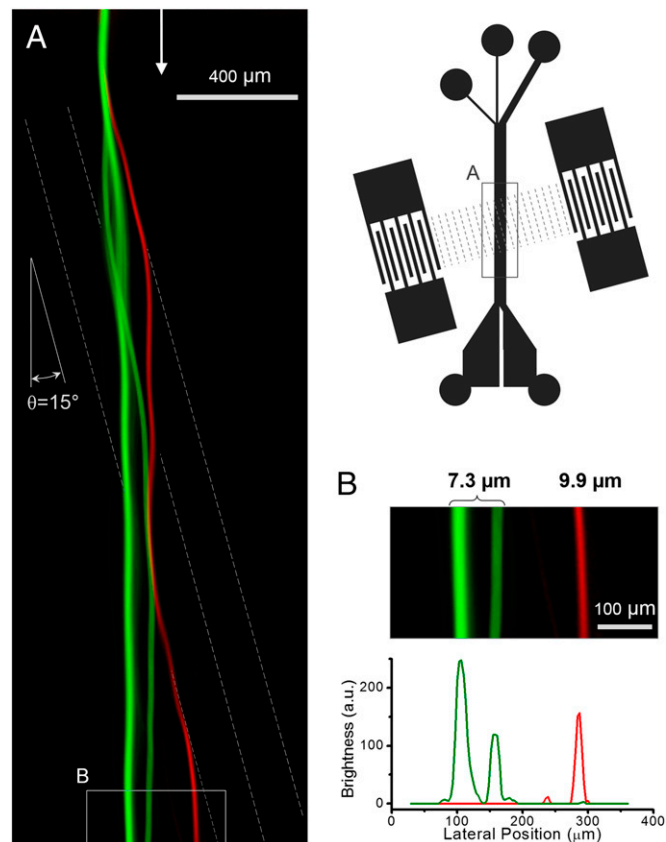 A
400 µm
θ=15°
B
A
B
7.3 µm 9.9 µm
100 µm
Brightness (a.u.)
200
100
0
0 100 200 300 400
Lateral Position (µm)